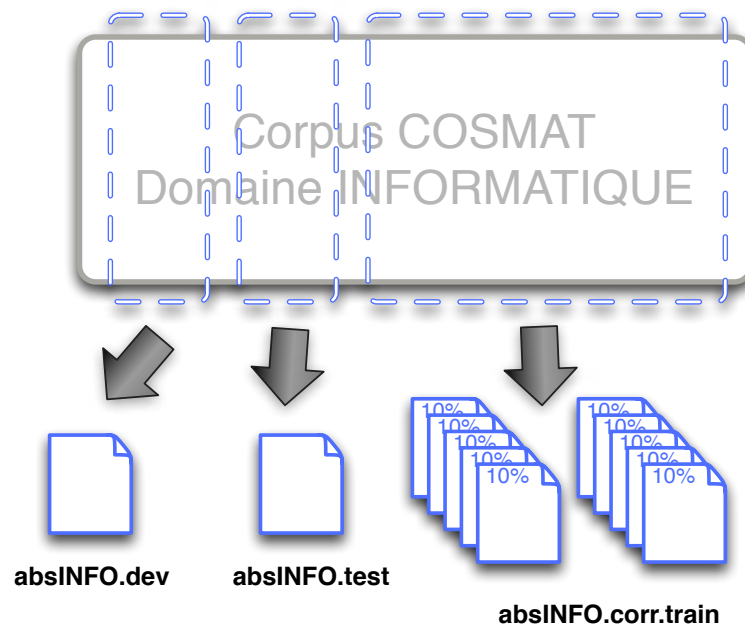 Corpus COSMAT
Domaine INFORMATIQUE
10%
10%
10%
10%
10%
10%
10%
10%
10%
10%
absINFO.dev
absINFO.test
absINFO.corr.train